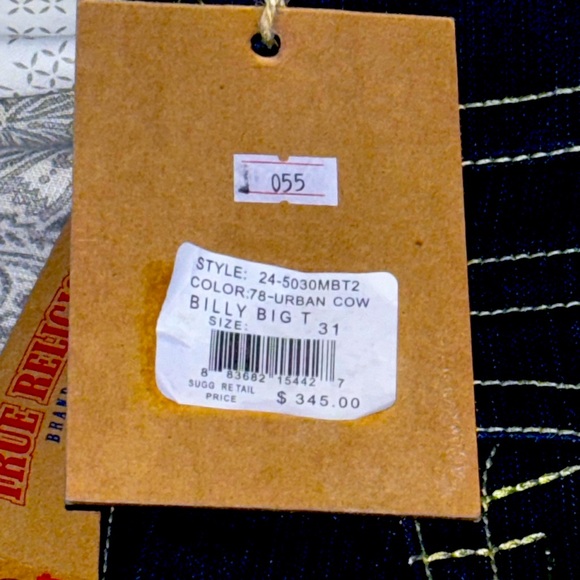 055
STYLE: 24-5030MBT2
COLOR:78-URBAN COW
BILLY BIG T
SIZE: 31
8 83682 15442 7
SUGG RETAIL
PRICE $ 345.00
TRUE RELIGIO
BRAND